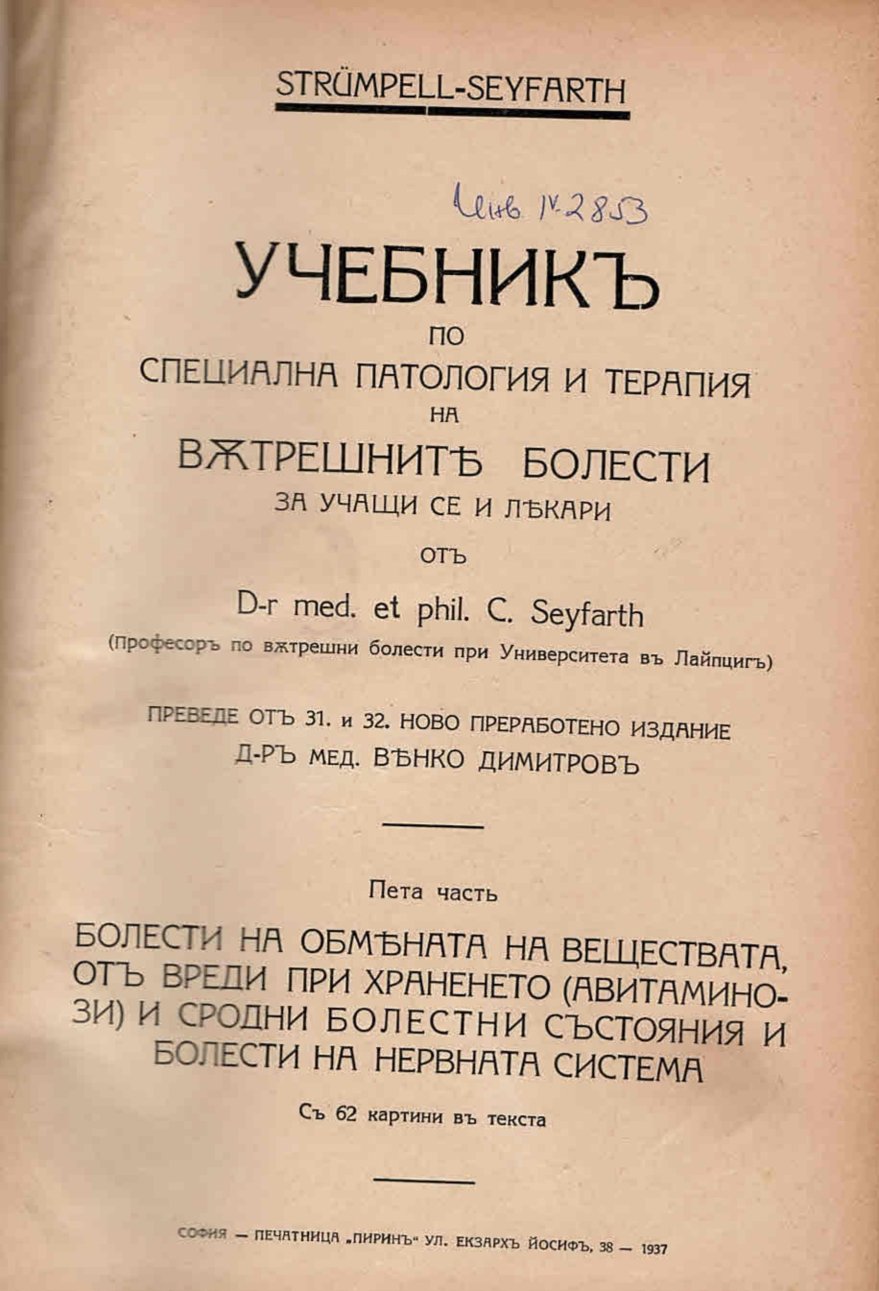 STRÜMPELL-SEYFARTH
Инв IV. 2853
УЧЕБНИКЪ
ПО
СПЕЦИАЛНА ПАТОЛОГИЯ И ТЕРАПИЯ
НА
ВѪТРЕШНИТѢ БОЛЕСТИ
ЗА УЧАЩИ СЕ И ЛѢКАРИ
ОТЪ
D-r med. et phil. C. Seyfarth
(Професоръ по вѫтрешни болести при Университета въ Лайпцигъ)
ПРЕВЕДЕ ОТЪ 31. и 32. НОВО ПРЕРАБОТЕНО ИЗДАНИЕ
Д-РЪ МЕД. ВѢНКО ДИМИТРОВЪ
Пета часть
БОЛЕСТИ НА ОБМѢНАТА НА ВЕЩЕСТВАТА,
ОТЪ ВРЕДИ ПРИ ХРАНЕНЕТО (АВИТАМИНО-
ЗИ) И СРОДНИ БОЛЕСТНИ СЪСТОЯНИЯ И
БОЛЕСТИ НА НЕРВНАТА СИСТЕМА
Съ 62 картини въ текста
СОФИЯ — ПЕЧАТНИЦА „ПИРИНЪ“ УЛ. ЕКЗАРХЪ ЙОСИФЪ, 38 — 1937